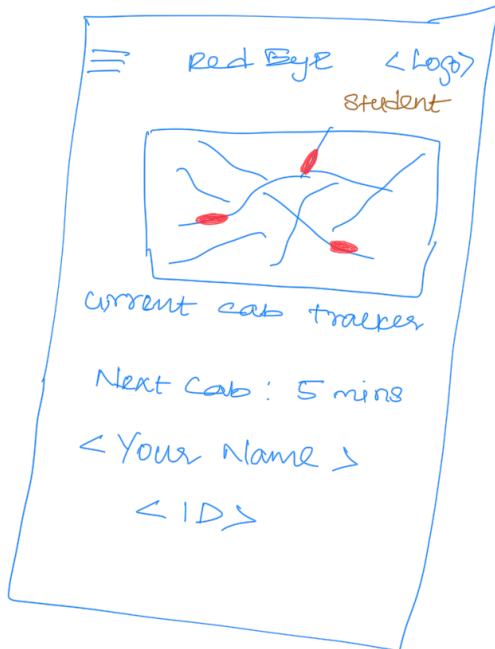 Red Eye <Logo>
student
current cab tracker
Next Cab : 5 mins
<Your Name>
<ID>